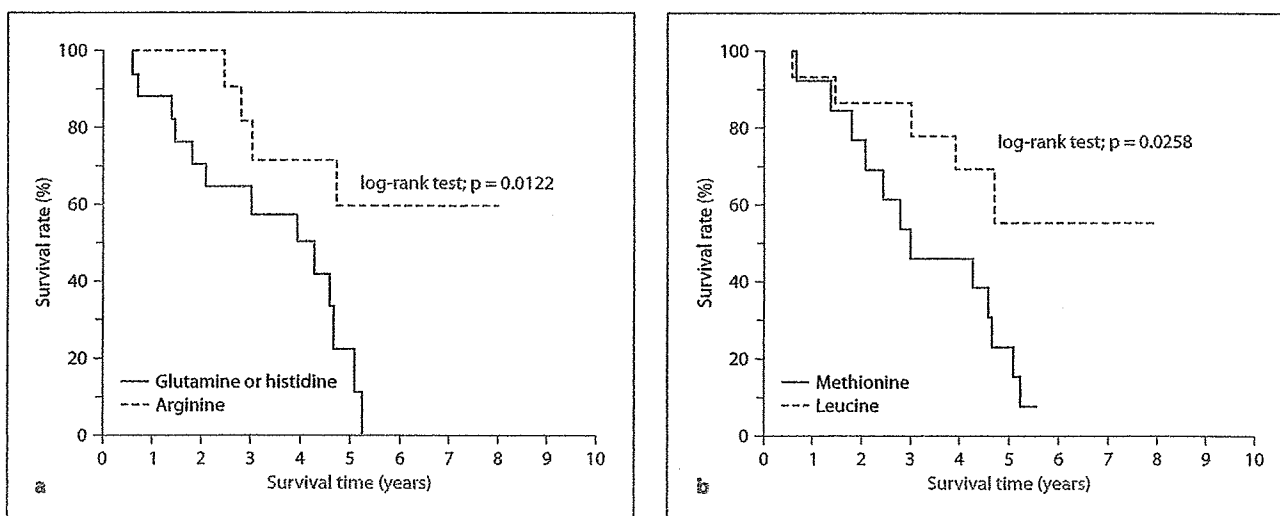 100
80
60
40
20
0
Survival rate (%)
log-rank test; p = 0.0122
Glutamine or histidine
Arginine
0 1 2 3 4 5 6 7 8 9 10
Survival time (years)
a
100
80
60
40
20
0
Survival rate (%)
log-rank test; p = 0.0258
Methionine
Leucine
0 1 2 3 4 5 6 7 8 9 10
Survival time (years)